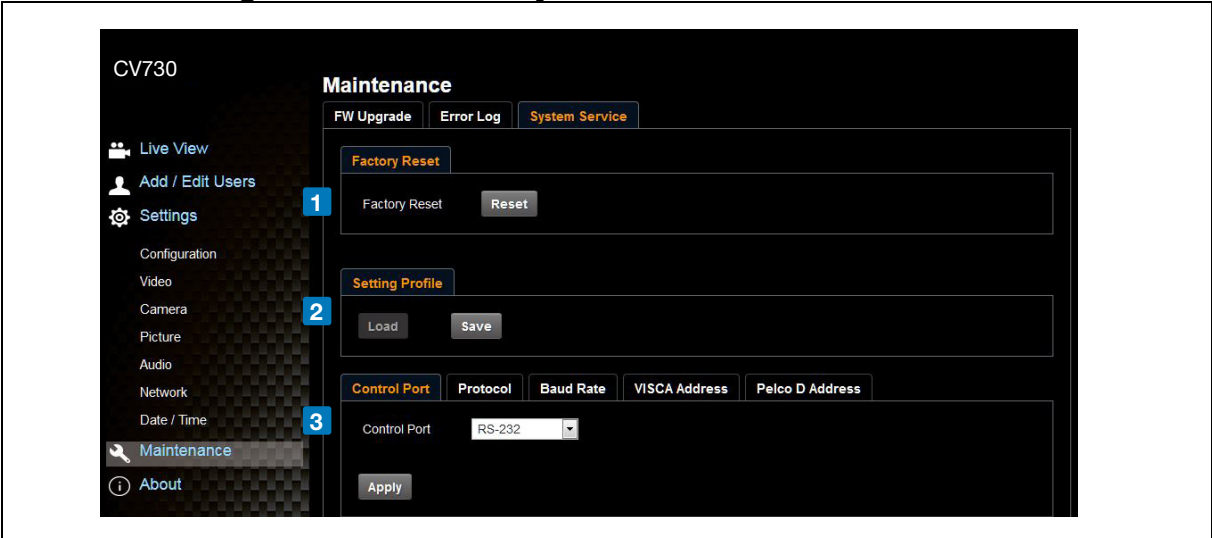 CV730
Maintenance
FW Upgrade Error Log System Service
Live View
Add / Edit Users
Settings
Configuration
Video
Camera
Picture
Audio
Network
Date / Time
Maintenance
About
Factory Reset
1 Factory Reset Reset
Setting Profile
2 Load Save
Control Port Protocol Baud Rate VISCA Address Pelco D Address
3 Control Port RS-232
Apply